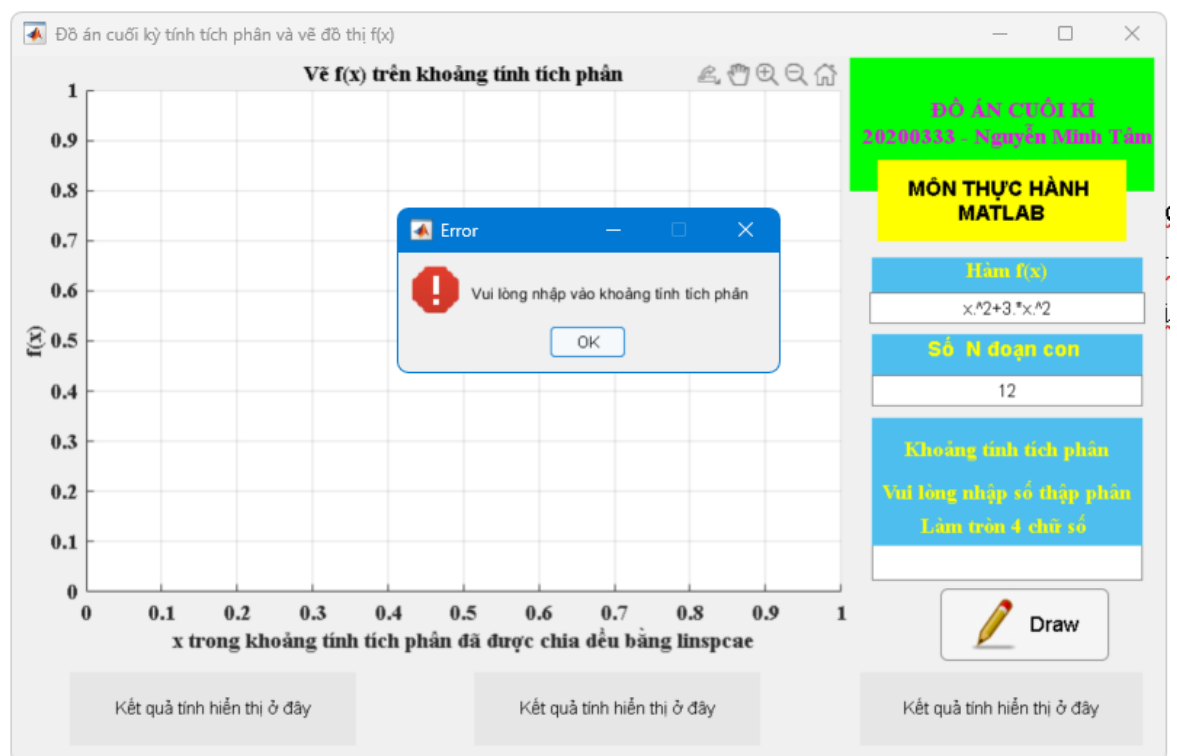 Đồ án cuối kỳ tính tích phân và vẽ đồ thị f(x)
Vẽ f(x) trên khoảng tính tích phân
1
0.9
0.8
0.7
0.6
0.5
0.4
0.3
0.2
0.1
0
f(x)
0 0.1 0.2 0.3 0.4 0.5 0.6 0.7 0.8 0.9 1
x trong khoảng tính tích phân đã được chia dều bằng linspcae
Error
Vui lòng nhập vào khoảng tính tích phân
OK
ĐỒ ÁN CUỐI KÌ
20200333 - Nguyễn Minh Tâm
MÔN THỰC HÀNH
MATLAB
Hàm f(x)
x.^2+3.*x.^2
Số N đoạn con
12
Khoảng tính tích phân
Vui lòng nhập số thập phân
Làm tròn 4 chữ số
Draw
Kết quả tính hiển thị ở đây
Kết quả tính hiển thị ở đây
Kết quả tính hiển thị ở đây